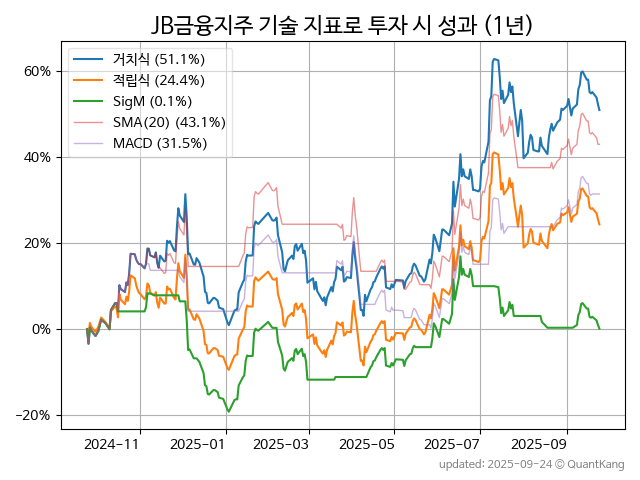 JB금융지주 기술 지표로 투자 시 성과 (1년)
거치식 (51.1%)
적립식 (24.4%)
SigM (0.1%)
SMA(20) (43.1%)
MACD (31.5%)
60%
40%
20%
0%
−20%
2024-11
2025-01
2025-03
2025-05
2025-07
2025-09
updated: 2025-09-24 © QuantKang